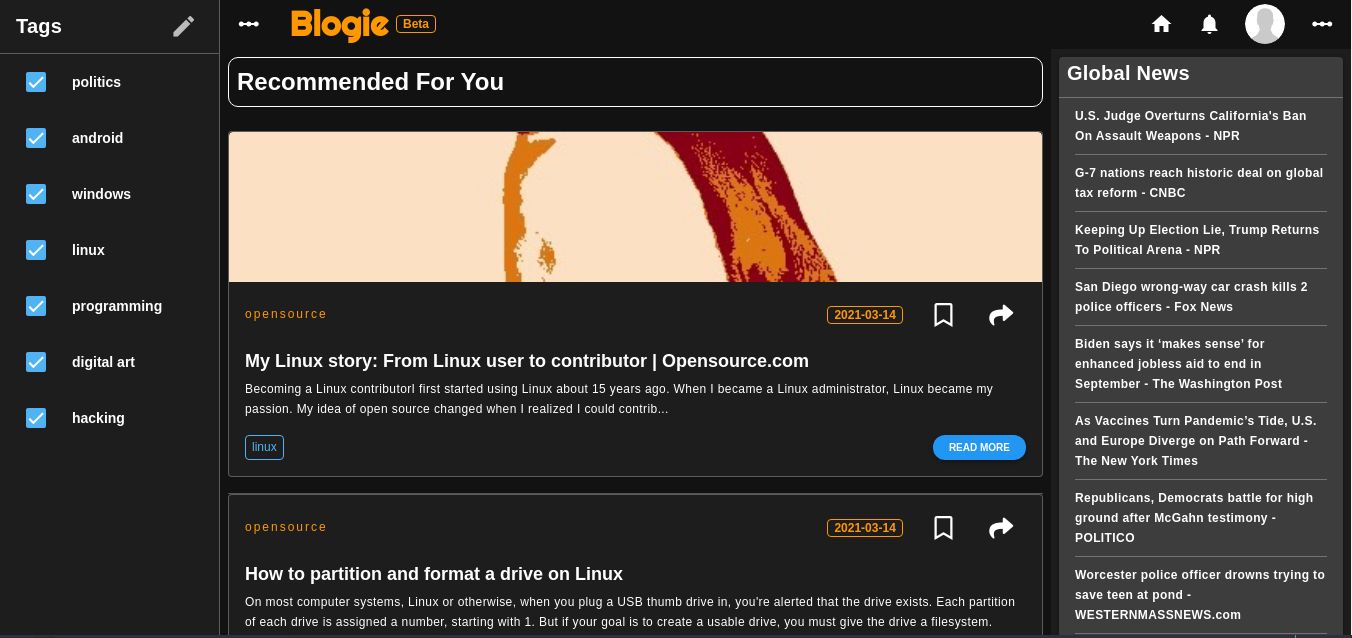 Tags
politics
android
windows
linux
programming
digital art
hacking
Blogie Beta
Recommended For You
opensource
2021-03-14
My Linux story: From Linux user to contributor | Opensource.com
Becoming a Linux contributorI first started using Linux about 15 years ago. When I became a Linux administrator, Linux became my
passion. My idea of open source changed when I realized I could contrib...
linux
READ MORE
opensource
2021-03-14
How to partition and format a drive on Linux
On most computer systems, Linux or otherwise, when you plug a USB thumb drive in, you're alerted that the drive exists. Each partition
of each drive is assigned a number, starting with 1. But if your goal is to create a usable drive, you must give the drive a filesystem.
Global News
U.S. Judge Overturns California's Ban
On Assault Weapons - NPR
G-7 nations reach historic deal on global
tax reform - CNBC
Keeping Up Election Lie, Trump Returns
To Political Arena - NPR
San Diego wrong-way car crash kills 2
police officers - Fox News
Biden says it ‘makes sense’ for
enhanced jobless aid to end in
September - The Washington Post
As Vaccines Turn Pandemic’s Tide, U.S.
and Europe Diverge on Path Forward -
The New York Times
Republicans, Democrats battle for high
ground after McGahn testimony -
POLITICO
Worcester police officer drowns trying to
save teen at pond -
WESTERNMASSNEWS.com